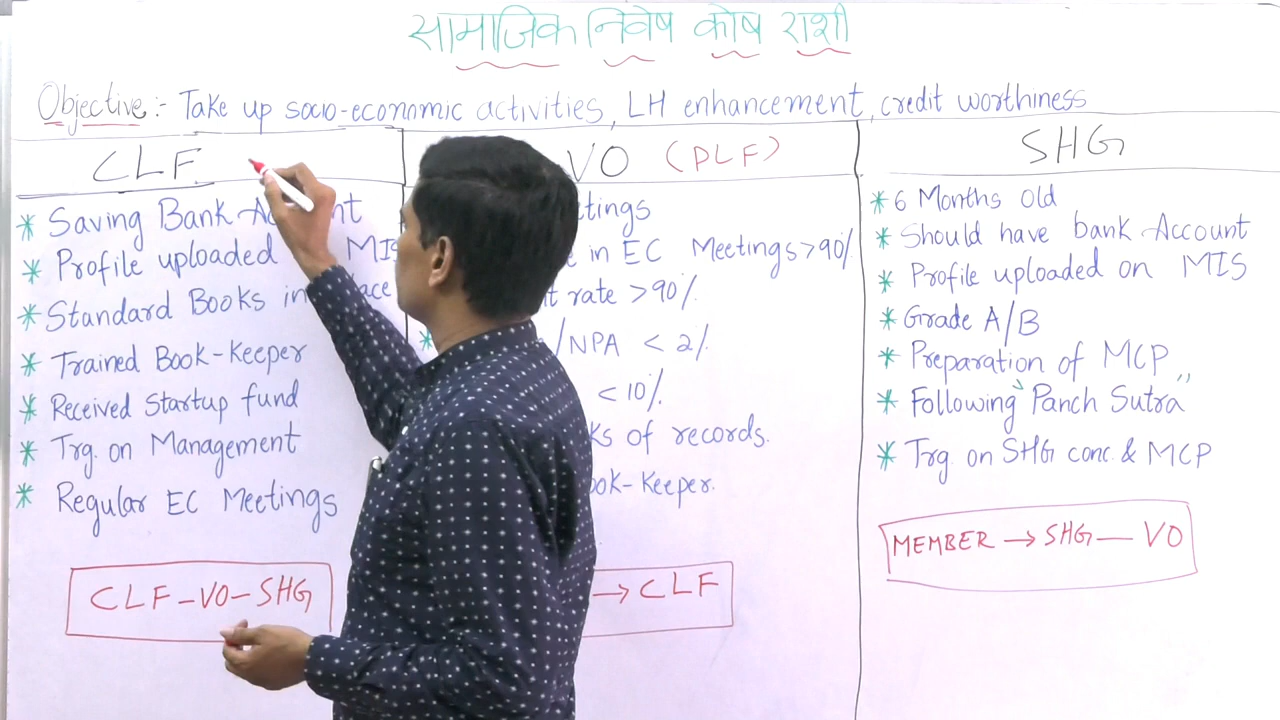 सामाजिक निवेष कोष राशी
Objective:- Take up socio-economic activities, LH enhancement, credit worthiness
CLF
* Saving Bank
* Profile uploaded MIS
* Standard Books in
* Trained Book-Keeper
* Received Startup fund
* Trg. on Management
* Regular EC Meetings
CLF-VO-SHG
VO (PLF)
in EC Meetings >90%
rate >90%.
* /NPA < 2%.
< 10%.
of records.
→ CLF
SHG
* 6 Months old
* Should have bank Account
* Profile uploaded on MIS
* Grade A/B
* Preparation of MCP,,
* Following Panch Sutra
* Trg. on SHG conc. & MCP
MEMBER → SHG — VO